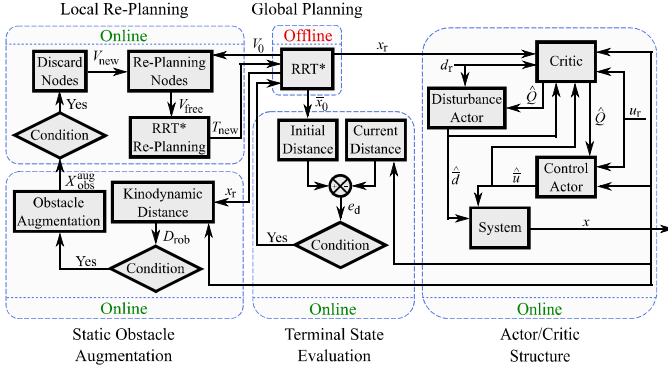 Local Re-Planning
Global Planning
Online
Offline
Discard
Nodes
V_new
Re-Planning
Nodes
V_0
RRT*
x_r
Yes
V_free
Condition
RRT*
Re-Planning
T_new
x̅_0
X_obs^aug
Initial
Distance
Current
Distance
x_r
Obstacle
Augmentation
Kinodynamic
Distance
D_rob
e_d
Yes
Condition
Yes
Condition
Online
Online
d_r
Critic
Disturbance
Actor
Q̂
Q̂
u_r
Control
Actor
d̂
û
System
x
Online
Static Obstacle
Augmentation
Terminal State
Evaluation
Actor/Critic
Structure